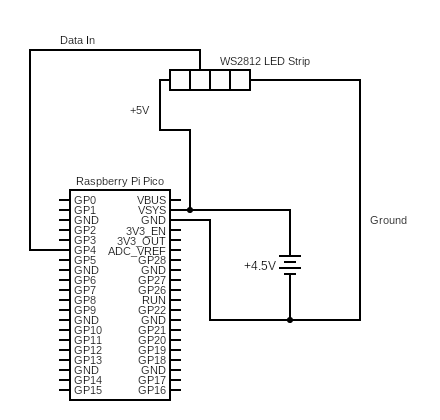 Data In
WS2812 LED Strip
+5V
Raspberry Pi Pico
GP0
GP1
GND
GP2
GP3
GP4
GP5
GND
GP6
GP7
GP8
GP9
GND
GP10
GP11
GP12
GP13
GND
GP14
GP15
VBUS
VSYS
GND
3V3_EN
3V3_OUT
ADC_VREF
GP28
GND
GP27
GP26
RUN
GP22
GND
GP21
GP20
GP19
GP18
GND
GP17
GP16
+4.5V
Ground